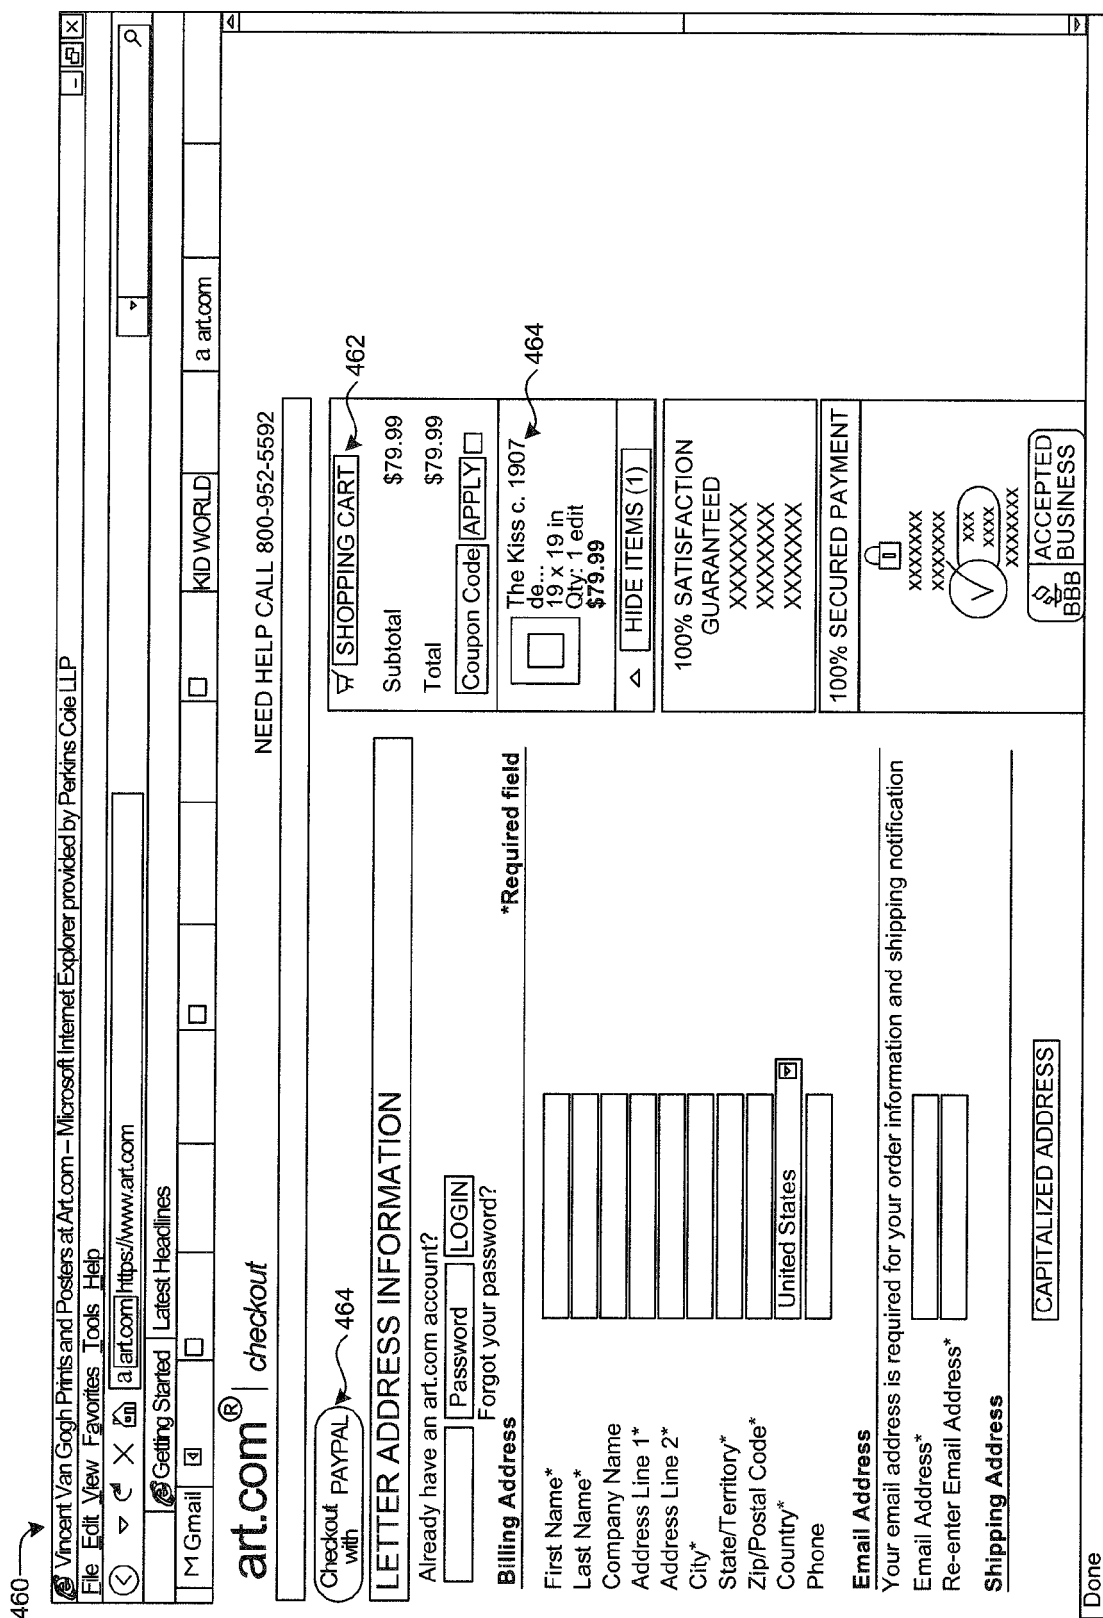 460
Vincent Van Gogh Prints and Posters at Art.com – Microsoft Internet Explorer provided by Perkins Coie LLP
File Edit View Favorites Tools Help
a art.com https://www.art.com
Getting Started Latest Headlines
M Gmail KID WORLD a art.com
art.com® | checkout
NEED HELP CALL 800-952-5592
Checkout with PAYPAL
464
LETTER ADDRESS INFORMATION
Already have an art.com account?
Password LOGIN
Forgot your password?
Billing Address
*Required field
First Name*
Last Name*
Company Name
Address Line 1*
Address Line 2*
City*
State/Territory*
Zip/Postal Code*
Country* United States
Phone
Email Address
Your email address is required for your order information and shipping notification
Email Address*
Re-enter Email Address*
Shipping Address
CAPITALIZED ADDRESS
SHOPPING CART
462
Subtotal $79.99
Total $79.99
Coupon Code APPLY
The Kiss c. 1907
de...
19 x 19 in
Qty: 1 edit
$79.99
464
HIDE ITEMS (1)
100% SATISFACTION
GUARANTEED
XXXXXXX
XXXXXXX
XXXXXXX
100% SECURED PAYMENT
XXXXXXX
XXXXXXX
XXX
XXXX
XXXXXXX
BBB ACCEPTED
BUSINESS
Done